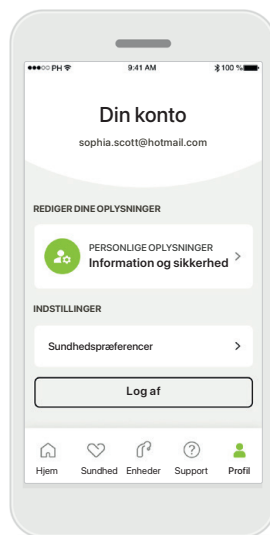 PH 9:41 AM 100 %
Din konto
sophia.scott@hotmail.com
REDIGER DINE OPLYSNINGER
PERSONLIGE OPLYSNINGER
Information og sikkerhed
INDSTILLINGER
Sundhedspræferencer
Log af
Hjem Sundhed Enheder Support Profil